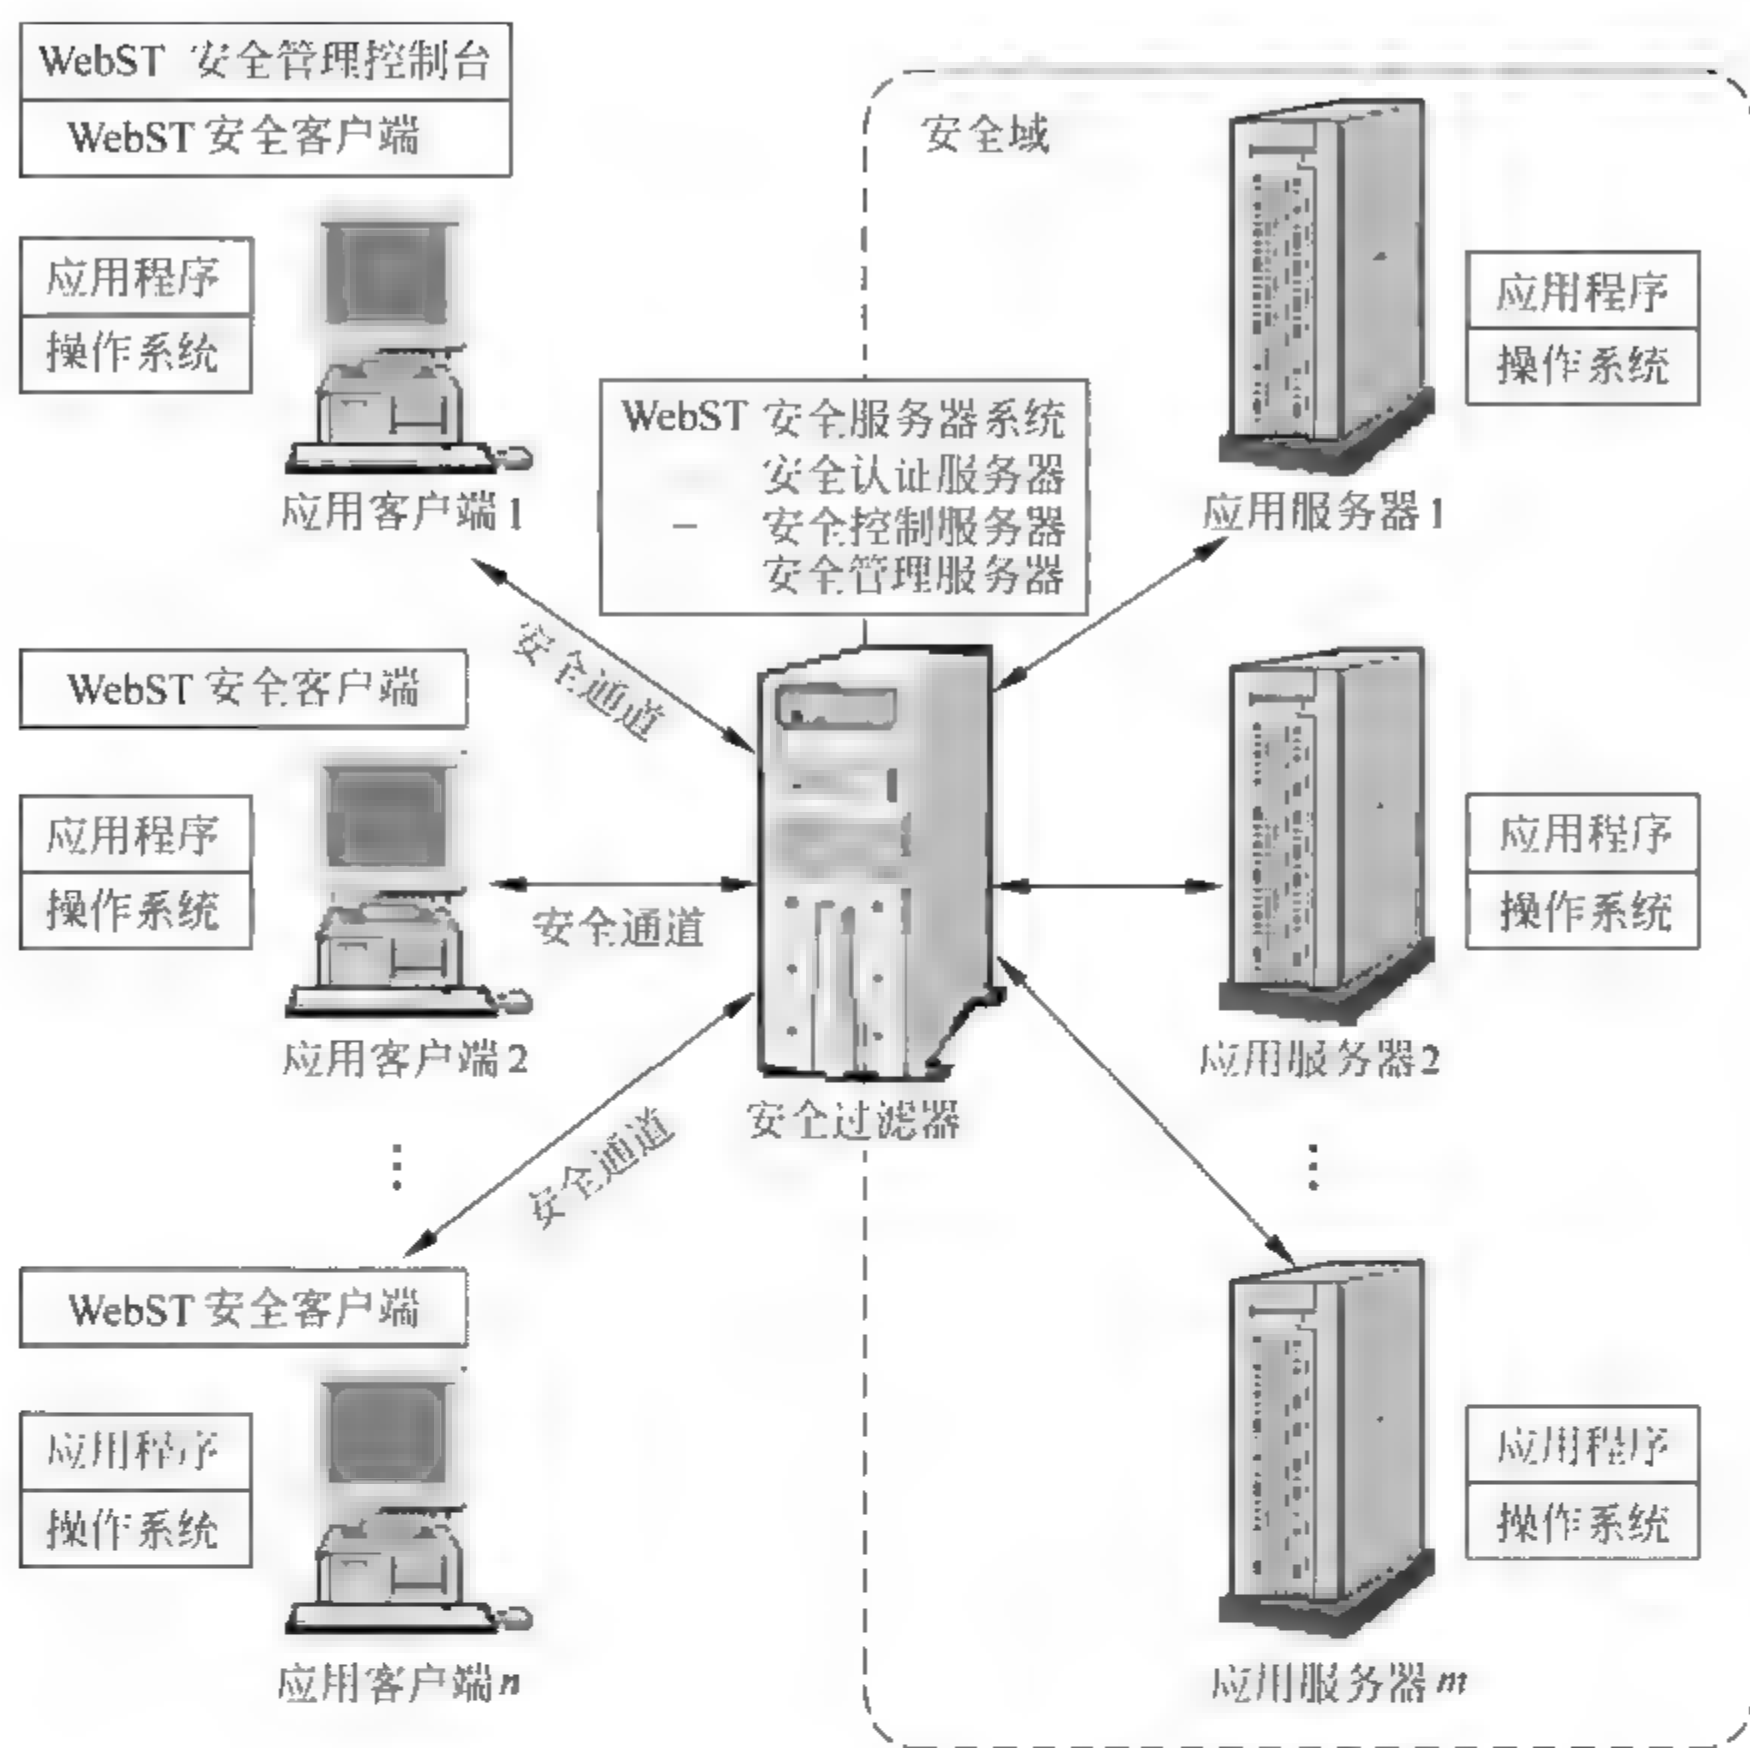 WebST 安全管理控制台
WebST 安全客户端
应用程序
操作系统
应用客户端1
安全域
应用程序
操作系统
应用服务器1
WebST 安全服务器系统
安全认证服务器
– 安全控制服务器
安全管理服务器
安全通道
WebST 安全客户端
应用程序
操作系统
应用客户端2
安全通道
安全过滤器
应用程序
操作系统
应用服务器2
⋮
⋮
安全通道
WebST 安全客户端
应用程序
操作系统
应用客户端n
应用程序
操作系统
应用服务器m